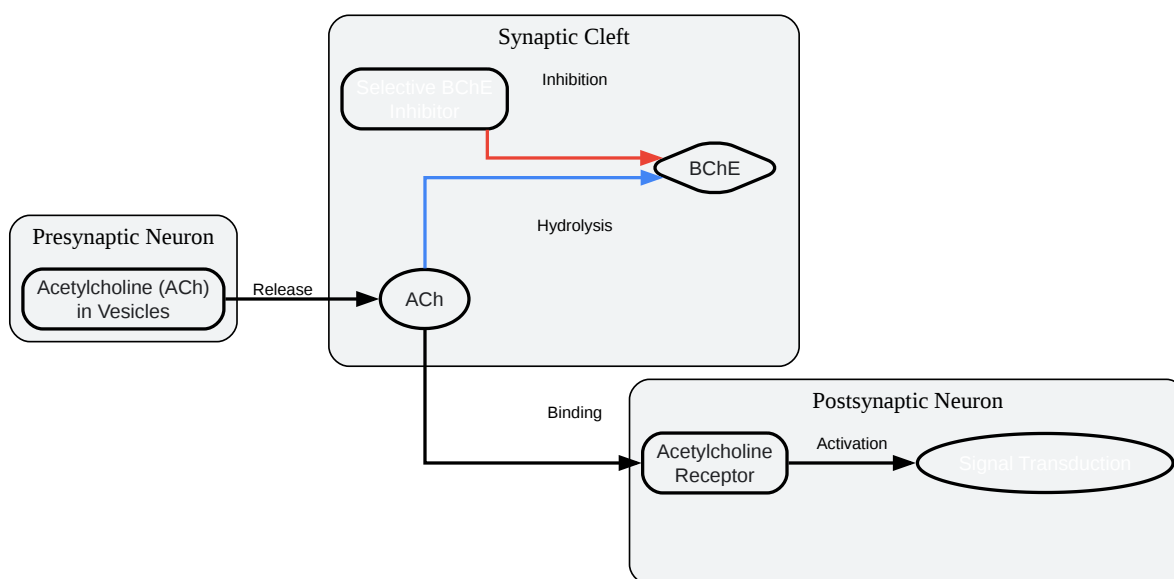 Synaptic Cleft
Selective BChE
Inhibitor
Inhibition
BChE
Hydrolysis
Presynaptic Neuron
Acetylcholine (ACh)
in Vesicles
Release
ACh
Postsynaptic Neuron
Binding
Acetylcholine
Receptor
Activation
Signal Transduction